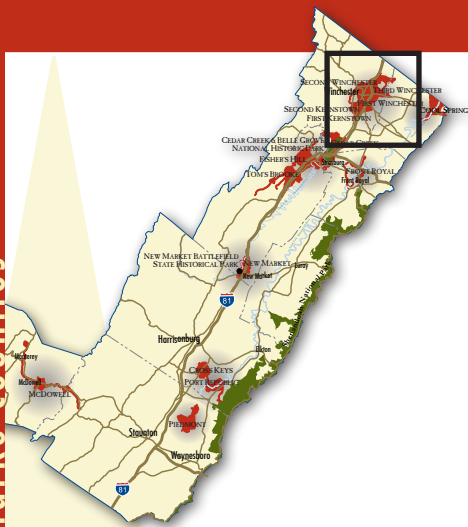 SECOND WINCHESTER
Winchester
THIRD WINCHESTER
FIRST WINCHESTER
COOL SPRING
SECOND KERNSTOWN
FIRST KERNSTOWN
CEDAR CREEK & BELLE GROVE
NATIONAL HISTORIC PARK
Strasburg
FISHER'S HILL
FRONT ROYAL
Front Royal
TOM'S BROOK
NEW MARKET BATTLEFIELD
STATE HISTORICAL PARK
NEW MARKET
New Market
Luray
Shenandoah National Park
81
Harrisonburg
Elkton
Monterey
McDowell
MCDOWELL
CROSS KEYS
PORT REPUBLIC
PIEDMONT
Staunton
Waynesboro
81